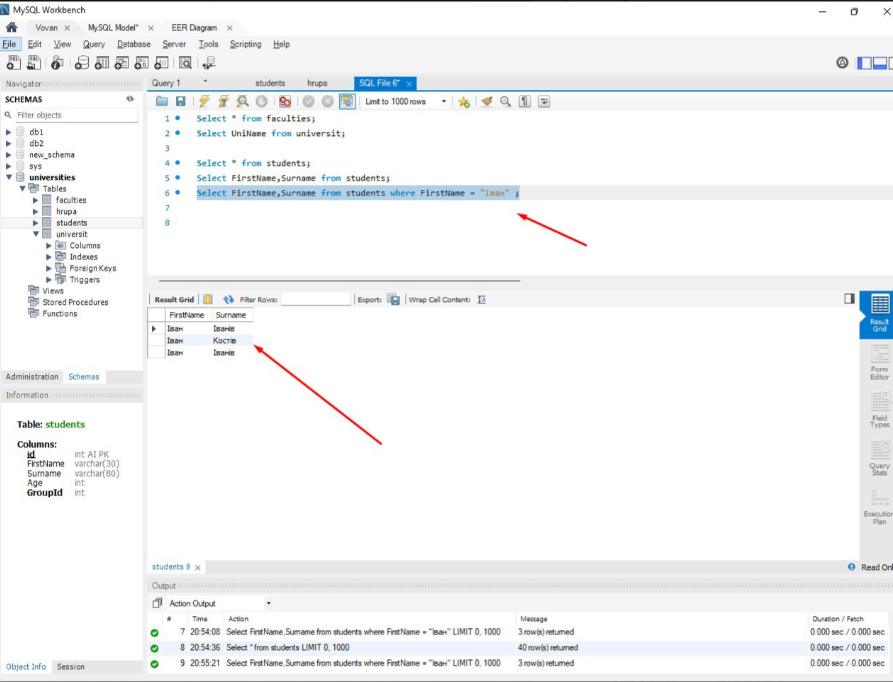 MySQL Workbench
Vovan
MySQL Model*
EER Diagram
File Edit View Query Database Server Tools Scripting Help
Navigator
SCHEMAS
Filter objects
db1
db2
new_schema
sys
universities
Tables
faculties
hrupa
students
universit
Columns
Indexes
Foreign Keys
Triggers
Views
Stored Procedures
Functions
Administration Schemas
Information
Table: students
Columns:
id int AI PK
FirstName varchar(30)
Surname varchar(80)
Age int
GroupId int
Object Info Session
Query 1 * students hrupa SQL File 6*
Limit to 1000 rows
1 Select * from faculties;
2 Select UniName from universit;
3
4 Select * from students;
5 Select FirstName,Surname from students;
6 Select FirstName,Surname from students where FirstName = "Іван" ;
7
8
Result Grid Filter Rows: Export: Wrap Cell Content:
FirstName Surname
Іван Іванів
Іван Костів
Іван Іванів
Result Grid
Form Editor
Field Types
Query Stats
Execution Plan
students 8
Read Onl
Output
Action Output
# Time Action Message Duration / Fetch
7 20:54:08 Select FirstName,Surname from students where FirstName = "Іван" LIMIT 0, 1000 3 row(s) returned 0.000 sec / 0.000 sec
8 20:54:36 Select * from students LIMIT 0, 1000 40 row(s) returned 0.000 sec / 0.000 sec
9 20:55:21 Select FirstName,Surname from students where FirstName = "Іван" LIMIT 0, 1000 3 row(s) returned 0.000 sec / 0.000 sec